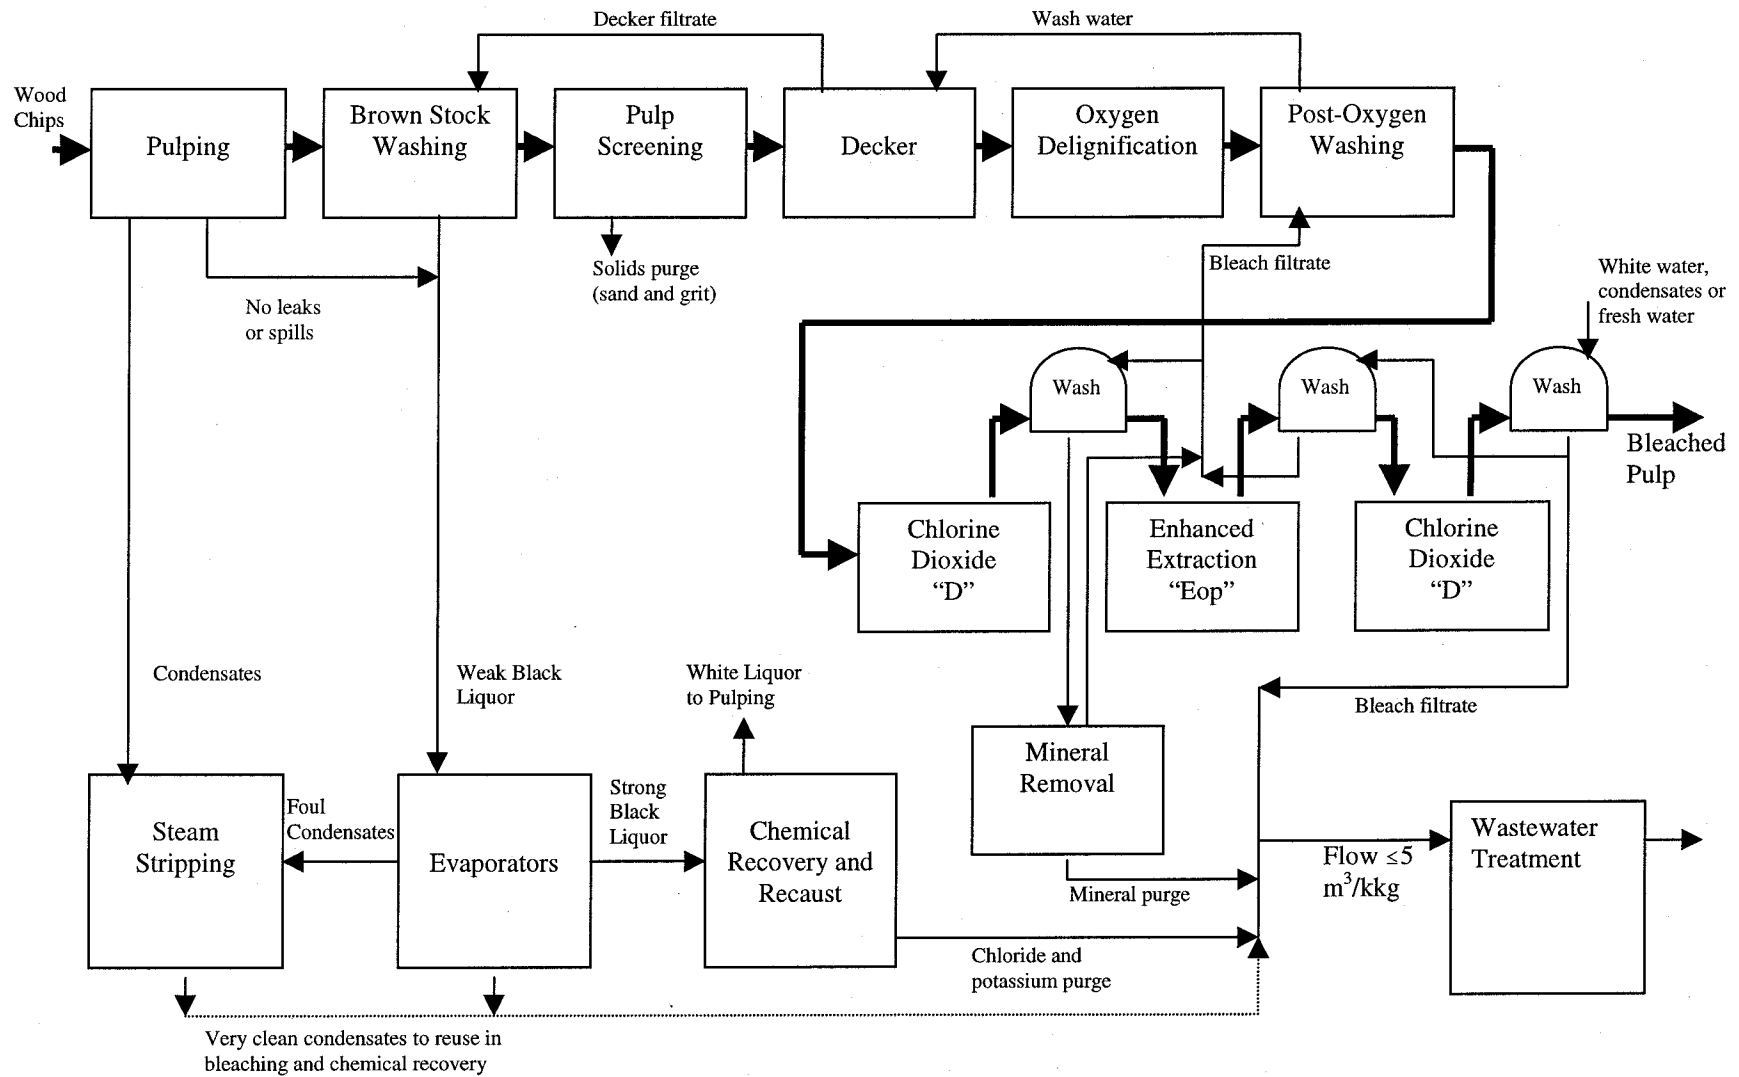 Decker filtrate
Wash water
Wood
Chips
Pulping
Brown Stock
Washing
Pulp
Screening
Decker
Oxygen
Delignification
Post-Oxygen
Washing
No leaks
or spills
Solids purge
(sand and grit)
Bleach filtrate
White water,
condensates or
fresh water
Wash
Wash
Wash
Bleached
Pulp
Chlorine
Dioxide
“D”
Enhanced
Extraction
“Eop”
Chlorine
Dioxide
“D”
Condensates
Weak Black
Liquor
White Liquor
to Pulping
Bleach filtrate
Mineral
Removal
Steam
Stripping
Foul
Condensates
Evaporators
Strong
Black
Liquor
Chemical
Recovery and
Recaust
Mineral purge
Flow ≤5
m³/kkg
Wastewater
Treatment
Chloride and
potassium purge
Very clean condensates to reuse in
bleaching and chemical recovery